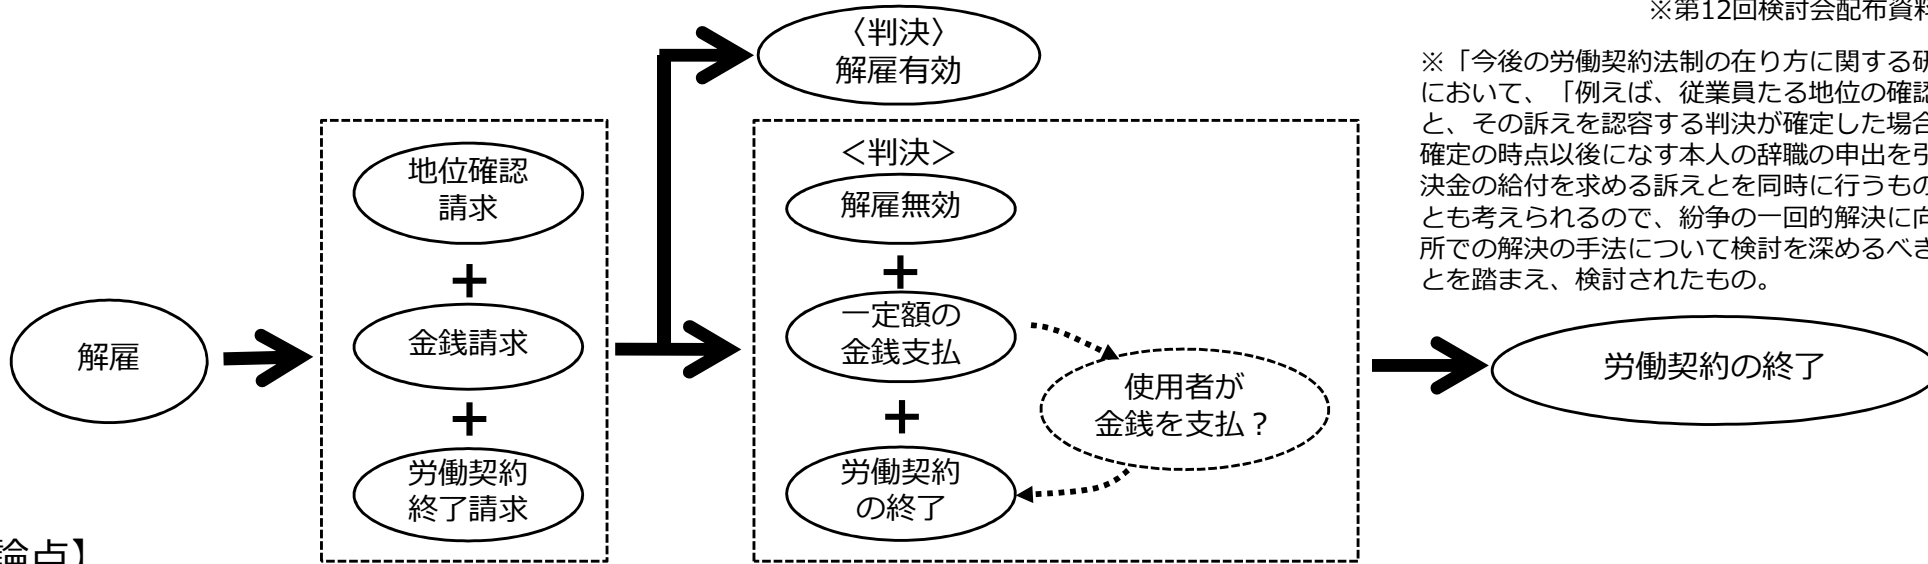 ※第12回検討会配布資料
※「今後の労働契約法制の在り方に関する研
において、「例えば、従業員たる地位の確認
と、その訴えを認容する判決が確定した場合
確定の時点以後になす本人の辞職の申出を引
決金の給付を求める訴えとを同時に行うもの
とも考えられるので、紛争の一回的解決に向
所での解決の手法について検討を深めるべき
とを踏まえ、検討されたもの。
〈判決〉
解雇有効
解雇
地位確認
請求
＋
金銭請求
＋
労働契約
終了請求
＜判決＞
解雇無効
＋
一定額の
金銭支払
＋
労働契約
の終了
使用者が
金銭を支払？
労働契約の終了
論点】